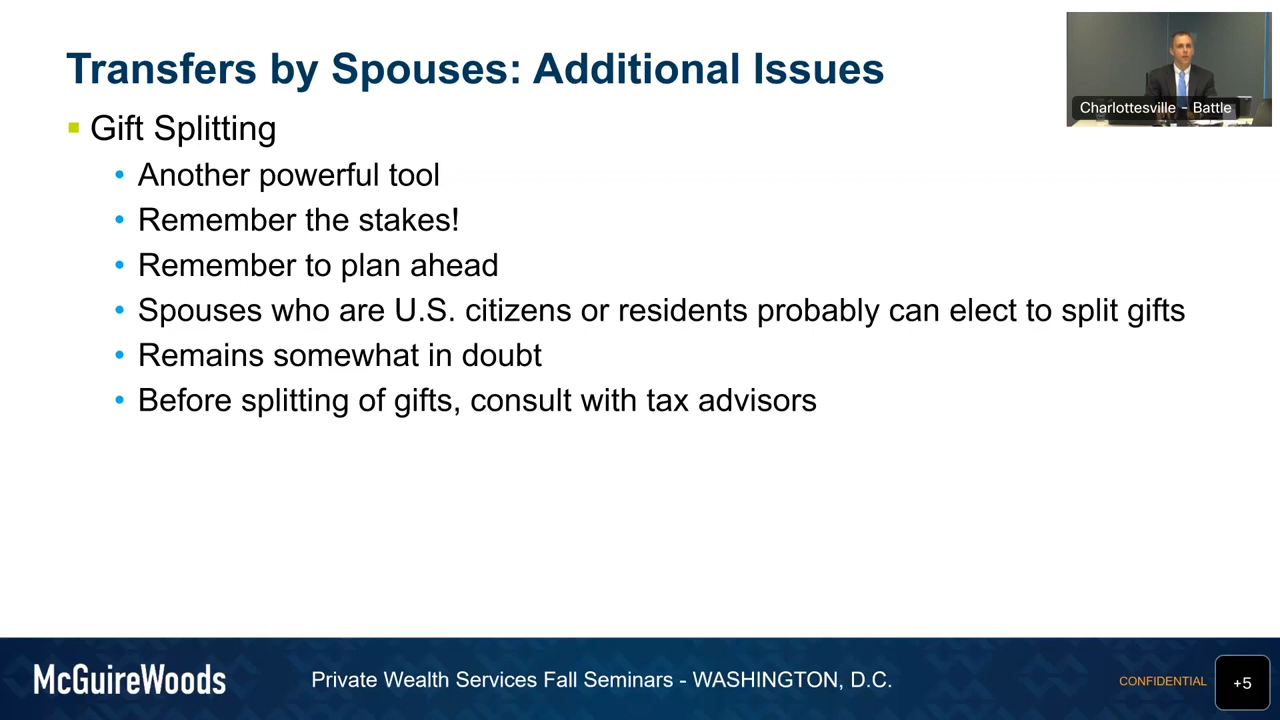 Transfers by Spouses: Additional Issues
Charlottesville - Battle
Gift Splitting
Another powerful tool
Remember the stakes!
Remember to plan ahead
Spouses who are U.S. citizens or residents probably can elect to split gifts
Remains somewhat in doubt
Before splitting of gifts, consult with tax advisors
McGuireWoods
Private Wealth Services Fall Seminars - WASHINGTON, D.C.
CONFIDENTIAL
+5